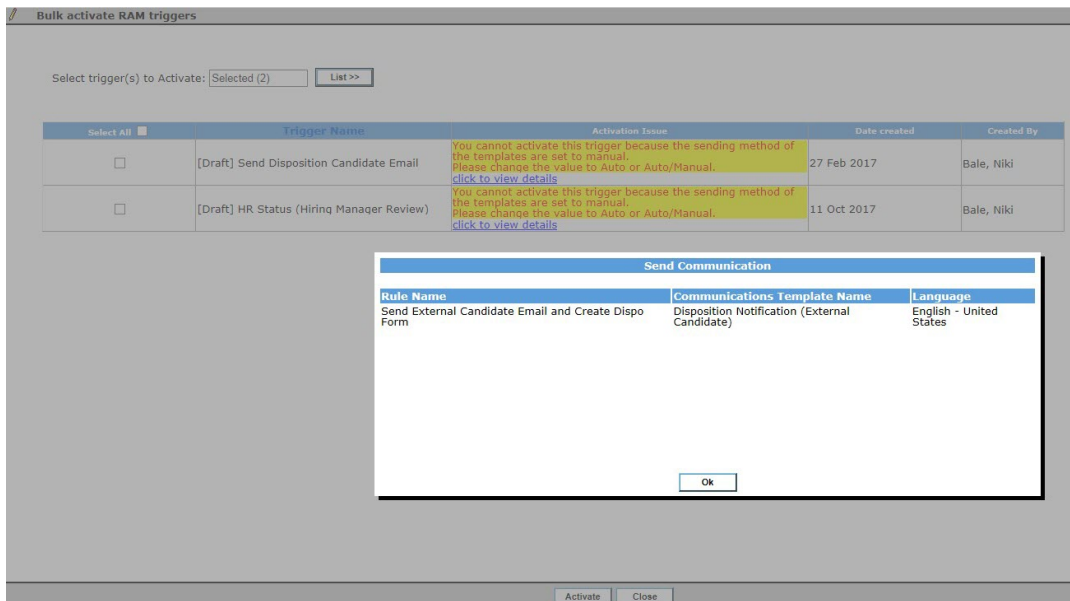 Bulk activate RAM triggers
Select trigger(s) to Activate: Selected (2) List >>
Select All Trigger Name Activation Issue Date created Created By
[Draft] Send Disposition Candidate Email
You cannot activate this trigger because the sending method of
the templates are set to manual.
Please change the value to Auto or Auto/Manual.
click to view details
27 Feb 2017
Bale, Niki
[Draft] HR Status (Hiring Manager Review)
You cannot activate this trigger because the sending method of
the templates are set to manual.
Please change the value to Auto or Auto/Manual.
click to view details
11 Oct 2017
Bale, Niki
Send Communication
Rule Name Communications Template Name Language
Send External Candidate Email and Create Dispo
Form
Disposition Notification (External
Candidate)
English - United
States
Ok
Activate Close